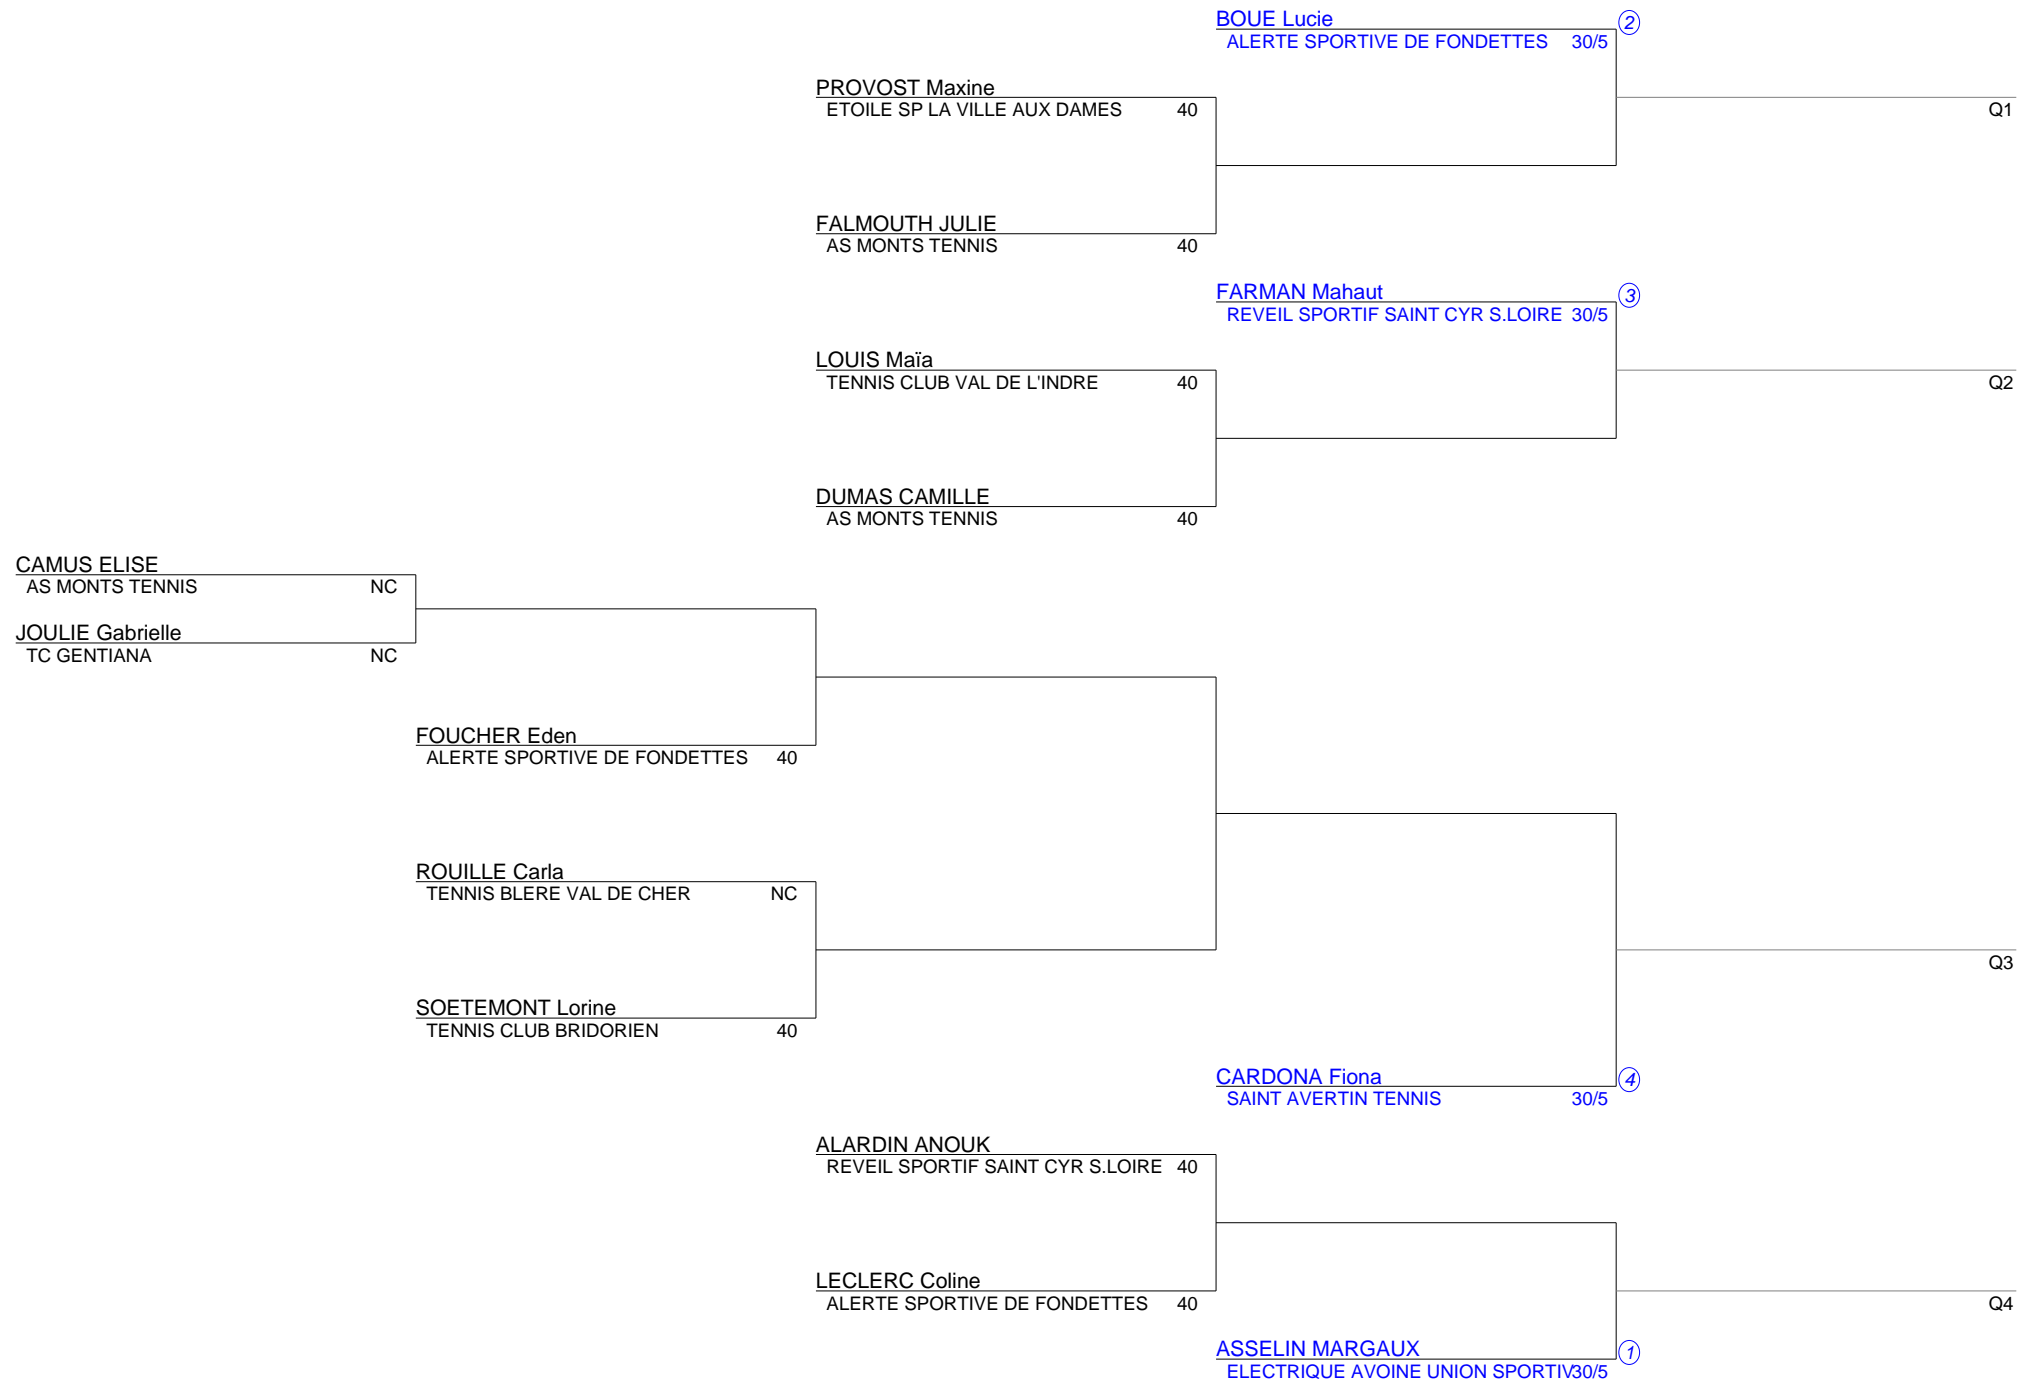 BOUE Lucie 2
ALERTE SPORTIVE DE FONDETTES 30/5
PROVOST Maxine
ETOILE SP LA VILLE AUX DAMES 40
Q1
FALMOUTH JULIE
AS MONTS TENNIS 40
FARMAN Mahaut 3
REVEIL SPORTIF SAINT CYR S.LOIRE 30/5
LOUIS Maïa
TENNIS CLUB VAL DE L'INDRE 40
Q2
DUMAS CAMILLE
AS MONTS TENNIS 40
CAMUS ELISE
AS MONTS TENNIS NC
JOULIE Gabrielle
TC GENTIANA NC
FOUCHER Eden
ALERTE SPORTIVE DE FONDETTES 40
ROUILLE Carla
TENNIS BLERE VAL DE CHER NC
Q3
SOETEMONT Lorine
TENNIS CLUB BRIDORIEN 40
CARDONA Fiona 4
SAINT AVERTIN TENNIS 30/5
ALARDIN ANOUK
REVEIL SPORTIF SAINT CYR S.LOIRE 40
LECLERC Coline
ALERTE SPORTIVE DE FONDETTES 40
Q4
ASSELIN MARGAUX 1
ELECTRIQUE AVOINE UNION SPORTIV30/5